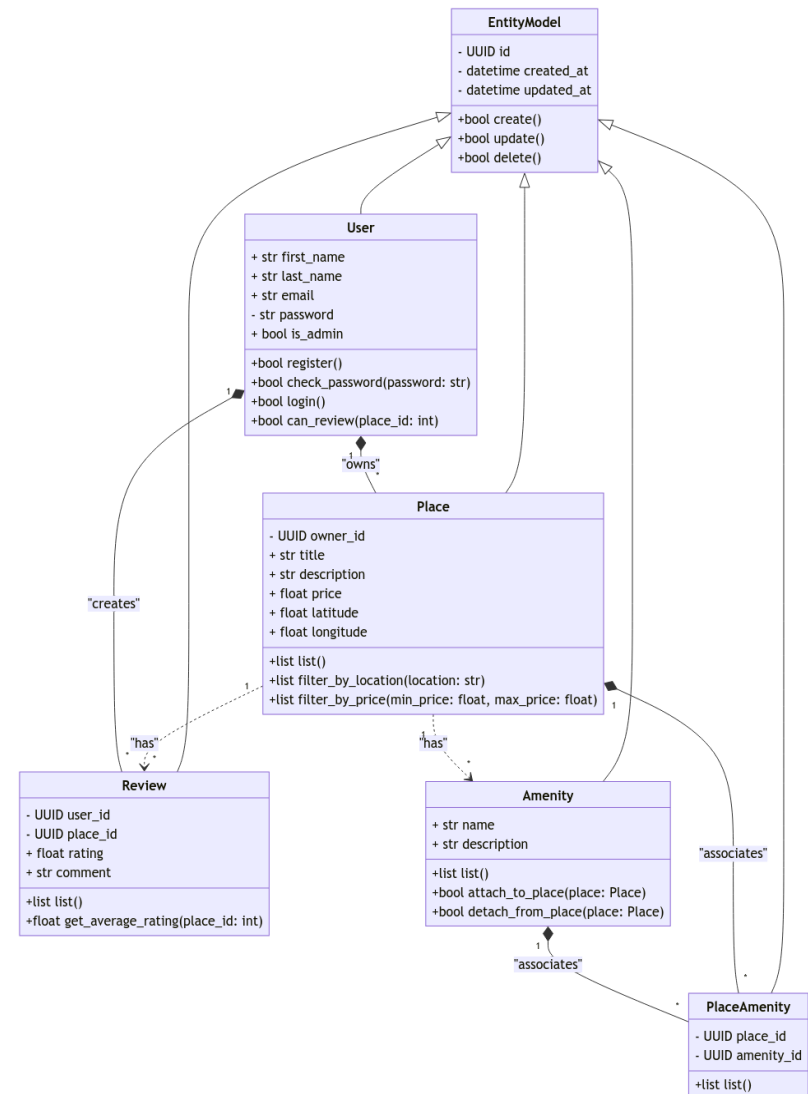 EntityModel
- UUID id
- datetime created_at
- datetime updated_at
+bool create()
+bool update()
+bool delete()
User
+ str first_name
+ str last_name
+ str email
- str password
+ bool is_admin
+bool register()
+bool check_password(password: str)
+bool login()
+bool can_review(place_id: int)
1
1
"owns"
*
Place
- UUID owner_id
+ str title
+ str description
+ float price
+ float latitude
+ float longitude
+list list()
+list filter_by_location(location: str)
+list filter_by_price(min_price: float, max_price: float)
"creates"
1
1
1
"has"
*
*
"has"
*
Review
- UUID user_id
- UUID place_id
+ float rating
+ str comment
+list list()
+float get_average_rating(place_id: int)
Amenity
+ str name
+ str description
+list list()
+bool attach_to_place(place: Place)
+bool detach_from_place(place: Place)
"associates"
1
"associates"
*
*
PlaceAmenity
- UUID place_id
- UUID amenity_id
+list list()